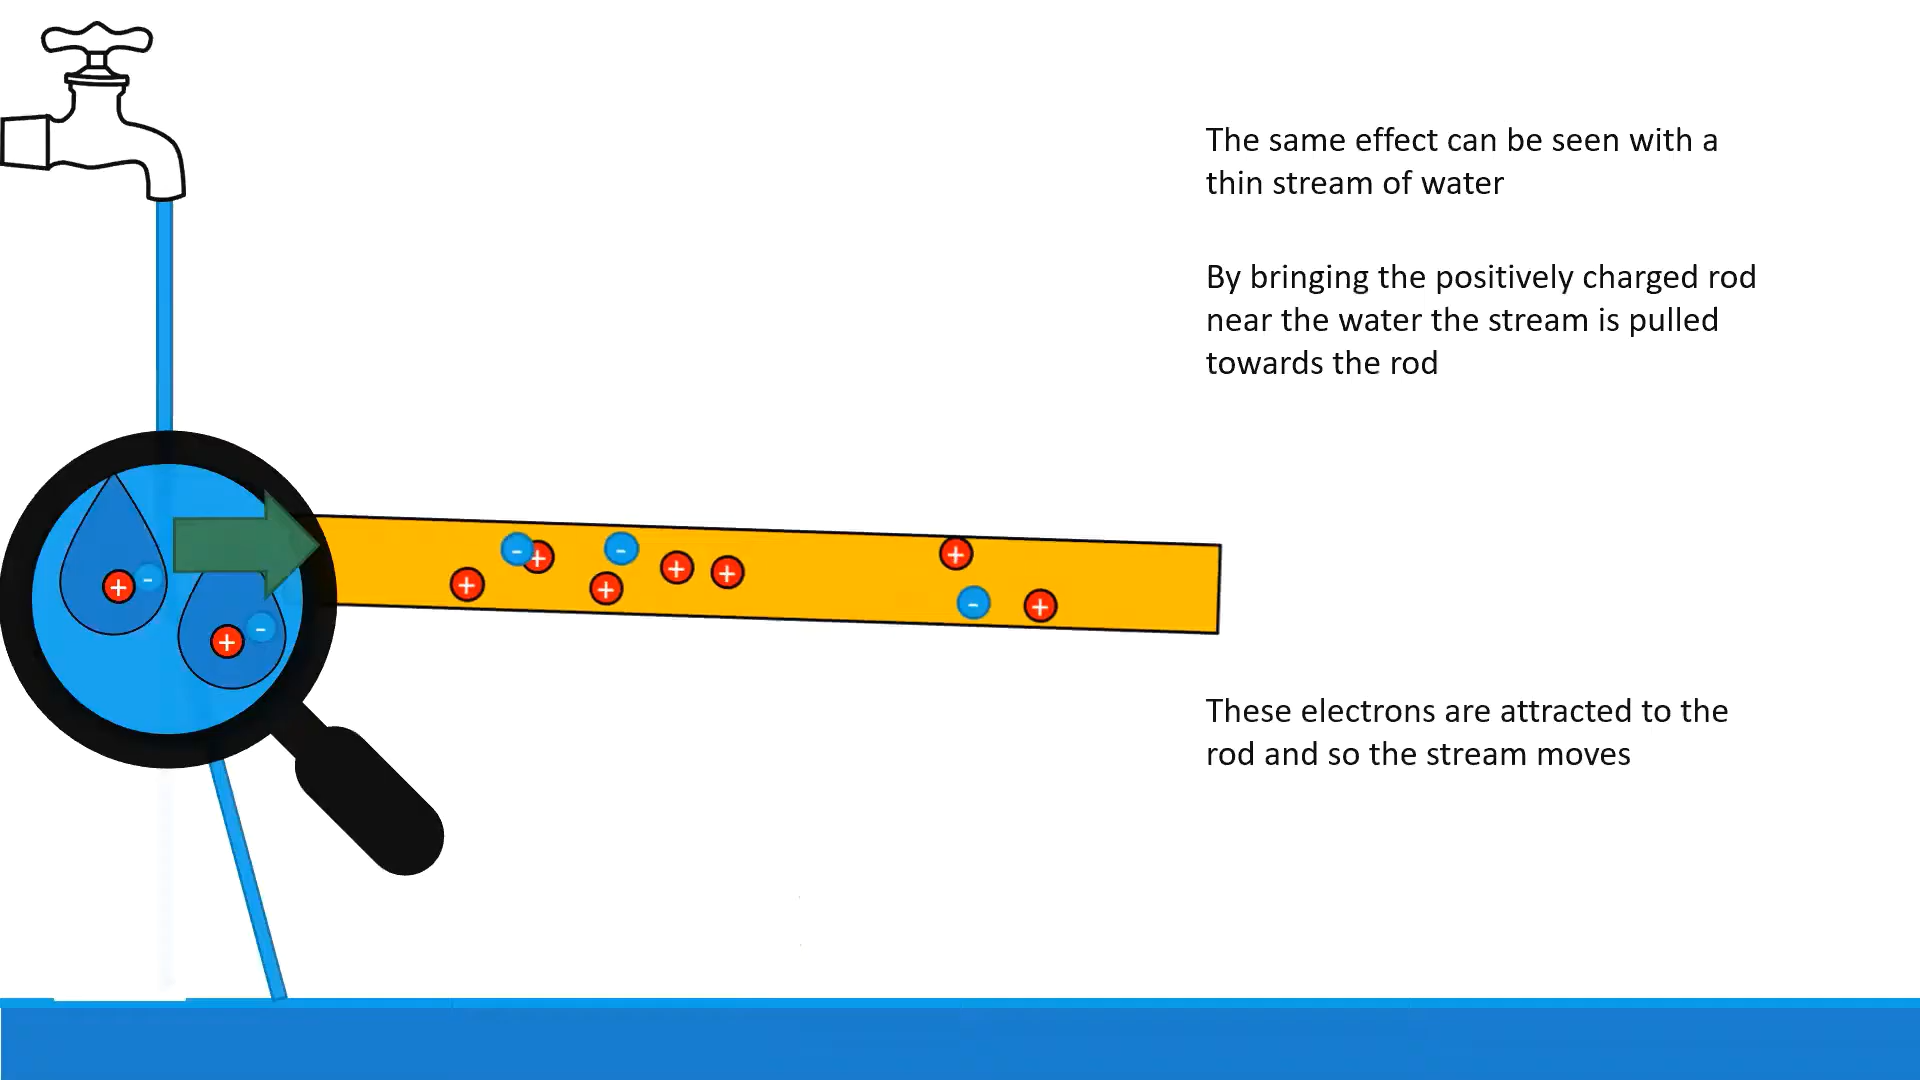 The same effect can be seen with a
thin stream of water
By bringing the positively charged rod
near the water the stream is pulled
towards the rod
These electrons are attracted to the
rod and so the stream moves